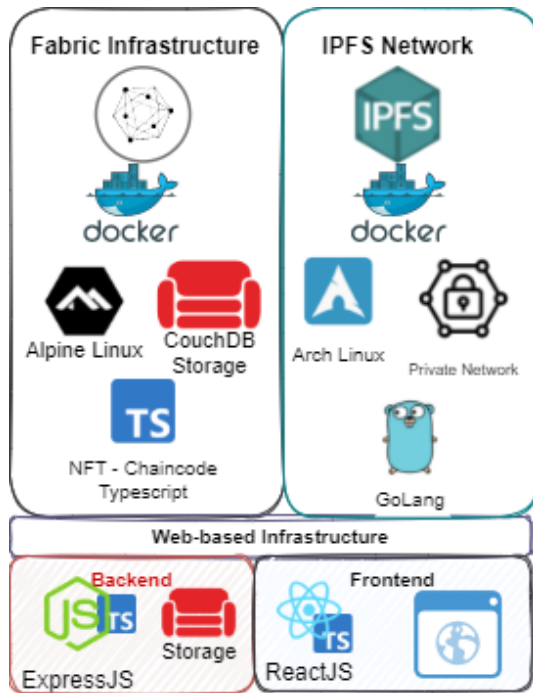 Fabric Infrastructure
IPFS Network
IPFS
docker
docker
Alpine Linux
CouchDB
Storage
Arch Linux
Private Network
TS
NFT - Chaincode
Typescript
GoLang
Web-based Infrastructure
Backend
Frontend
JS
TS
TS
Storage
ExpressJS
ReactJS